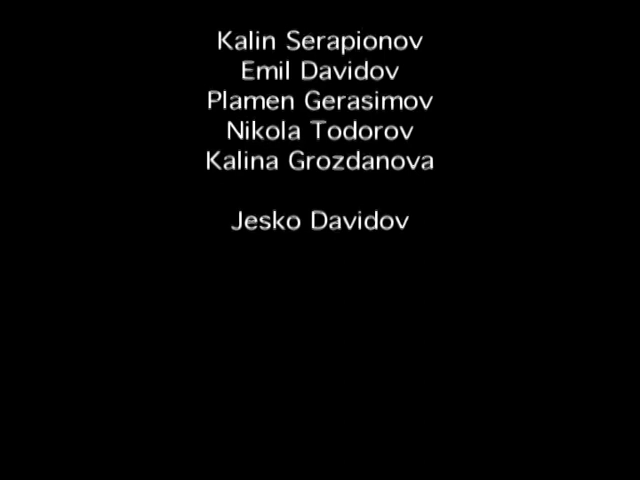 Kalin Serapionov
Emil Davidov
Plamen Gerasimov
Nikola Todorov
Kalina Grozdanova
Jesko Davidov